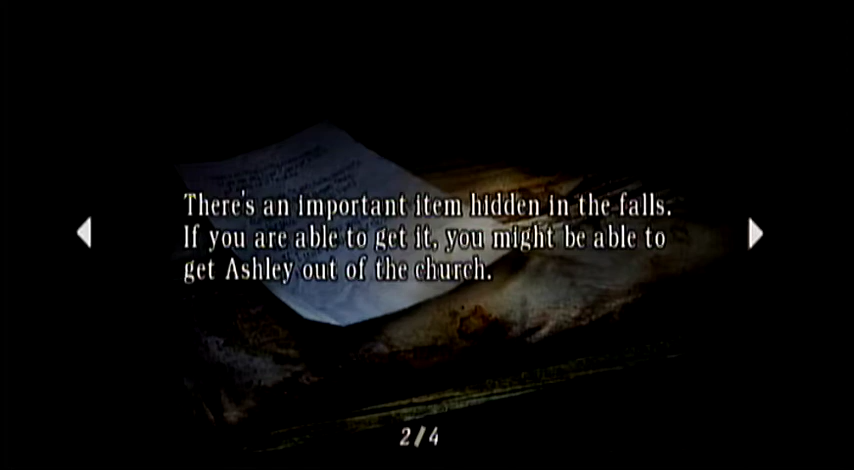 There's an important item hidden in the falls.
If you are able to get it, you might be able to
get Ashley out of the church.
2/4